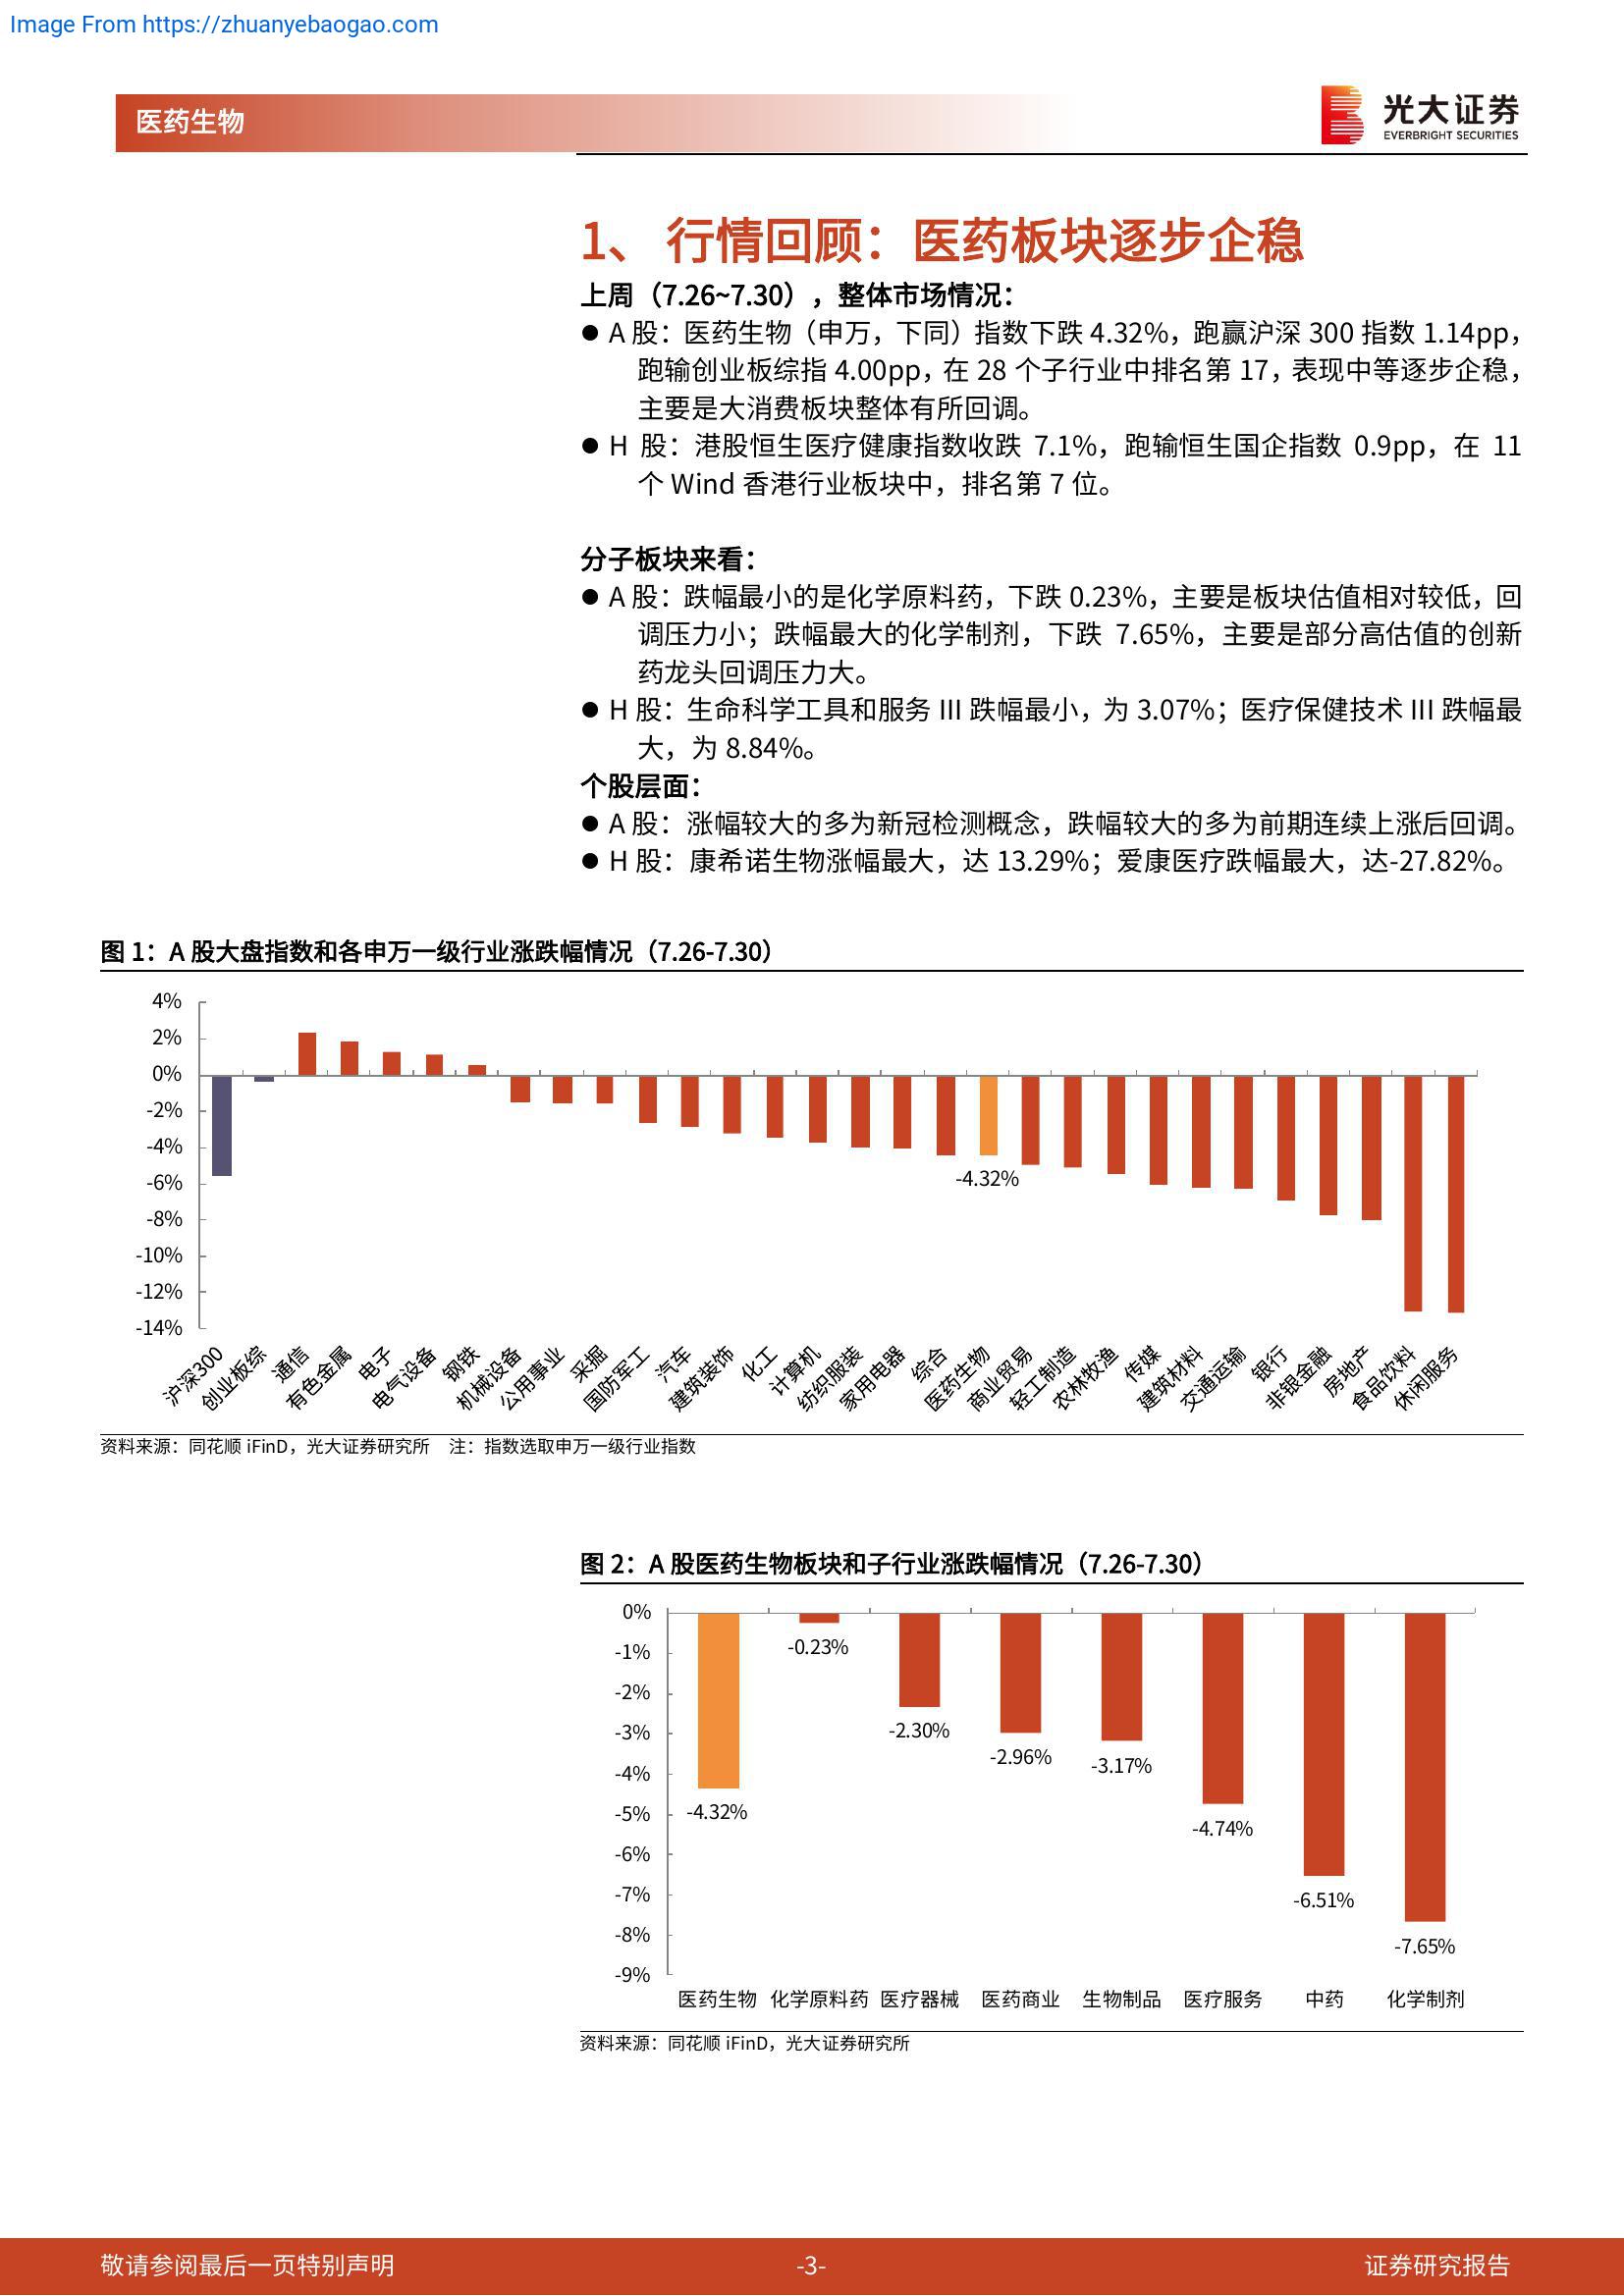 Image From https://zhuanyebaogao.com
医药生物
光大证券
EVERBRIGHT SECURITIES
1、 行情回顾：医药板块逐步企稳
上周（7.26~7.30），整体市场情况：
● A 股：医药生物（申万，下同）指数下跌 4.32%，跑赢沪深 300 指数 1.14pp，
跑输创业板综指 4.00pp，在 28 个子行业中排名第 17，表现中等逐步企稳，
主要是大消费板块整体有所回调。
● H 股：港股恒生医疗健康指数收跌 7.1%，跑输恒生国企指数 0.9pp，在 11
个 Wind 香港行业板块中，排名第 7 位。
分子板块来看：
● A 股：跌幅最小的是化学原料药，下跌 0.23%，主要是板块估值相对较低，回
调压力小；跌幅最大的化学制剂，下跌 7.65%，主要是部分高估值的创新
药龙头回调压力大。
● H 股：生命科学工具和服务 III 跌幅最小，为 3.07%；医疗保健技术 III 跌幅最
大，为 8.84%。
个股层面：
● A 股：涨幅较大的多为新冠检测概念，跌幅较大的多为前期连续上涨后回调。
● H 股：康希诺生物涨幅最大，达 13.29%；爱康医疗跌幅最大，达-27.82%。
图 1：A 股大盘指数和各申万一级行业涨跌幅情况（7.26-7.30）
4%
2%
0%
-2%
-4%
-6%
-8%
-10%
-12%
-14%
-4.32%
沪深300 创业板综 通信 有色金属 电子 电气设备 钢铁 机械设备 公用事业 采掘 国防军工 汽车 建筑装饰 化工 计算机 纺织服装 家用电器 综合 医药生物 商业贸易 轻工制造 农林牧渔 传媒 建筑材料 交通运输 银行 非银金融 房地产 食品饮料 休闲服务
资料来源：同花顺 iFinD，光大证券研究所 注：指数选取申万一级行业指数
图 2：A 股医药生物板块和子行业涨跌幅情况（7.26-7.30）
0%
-1%
-2%
-3%
-4%
-5%
-6%
-7%
-8%
-9%
-4.32%
-0.23%
-2.30%
-2.96%
-3.17%
-4.74%
-6.51%
-7.65%
医药生物 化学原料药 医疗器械 医药商业 生物制品 医疗服务 中药 化学制剂
资料来源：同花顺 iFinD，光大证券研究所
敬请参阅最后一页特别声明 -3- 证券研究报告